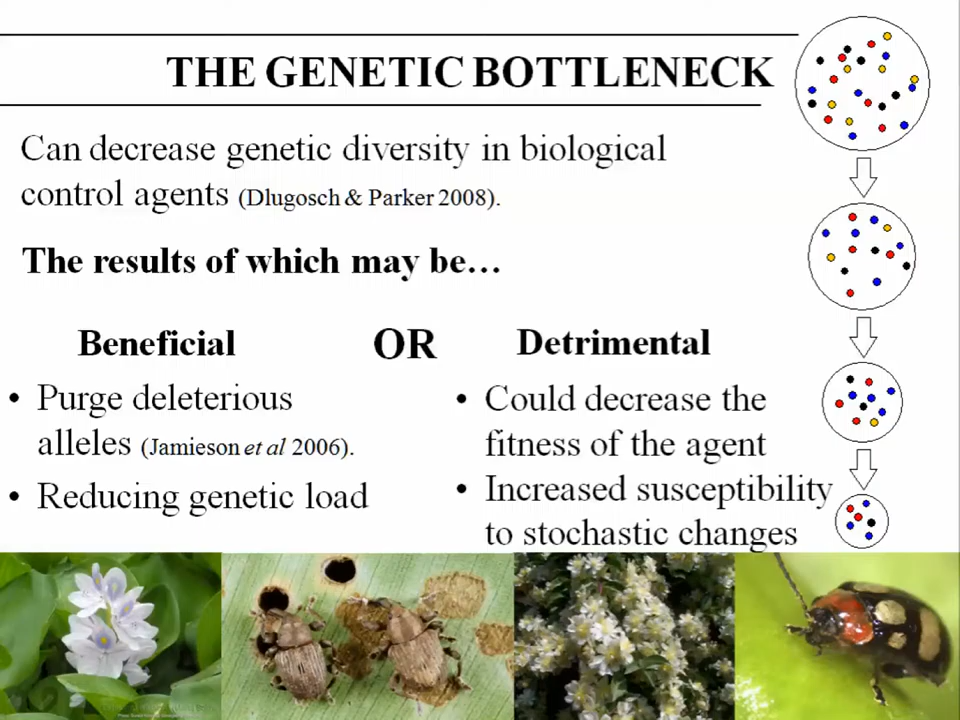 THE GENETIC BOTTLENECK
Can decrease genetic diversity in biological
control agents (Dlugosch & Parker 2008).
The results of which may be…
Beneficial
OR
Detrimental
• Purge deleterious
alleles (Jamieson et al 2006).
• Reducing genetic load
• Could decrease the
fitness of the agent
• Increased susceptibility
to stochastic changes